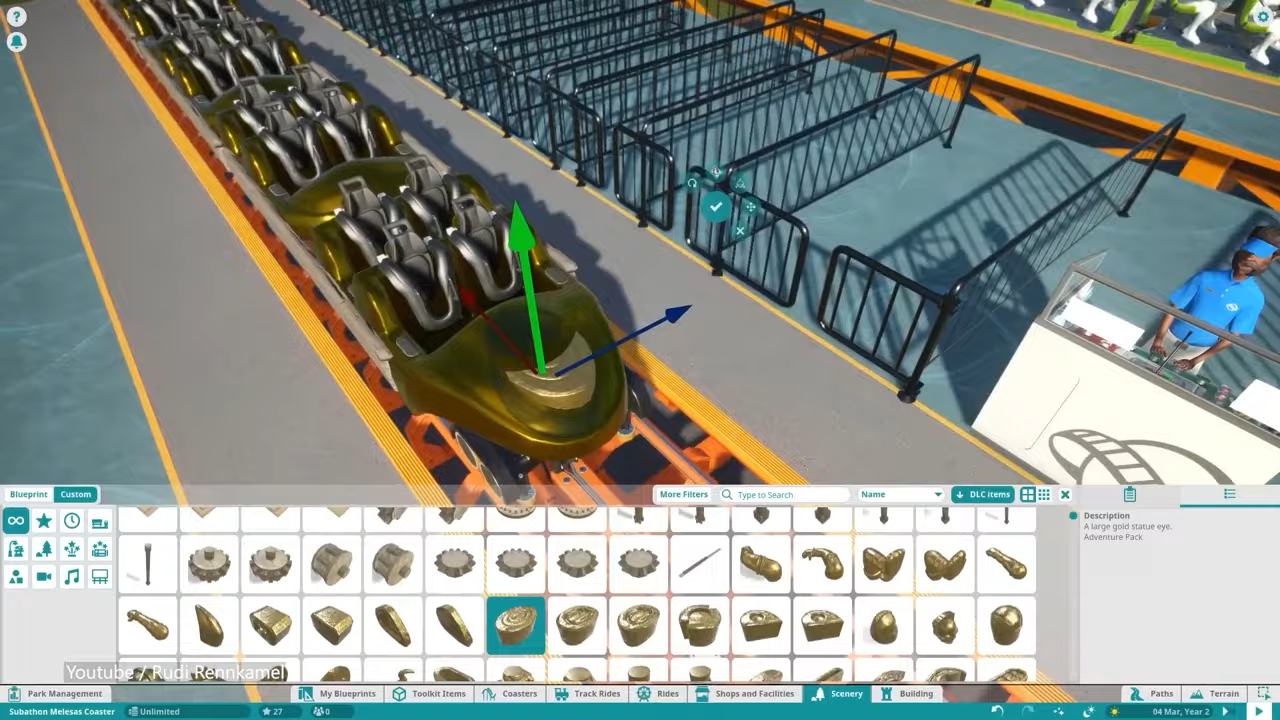 Blueprint
Custom
More Filters
Type to Search
Name
DLC items
Description
A large gold statue eye.
Adventure Pack
Youtube / Rudi Rennkamel
Park Management
My Blueprints
Toolkit Items
Coasters
Track Rides
Rides
Shops and Facilities
Scenery
Building
Paths
Terrain
Subathon Melesas Coaster
Unlimited
27
0
04 Mar, Year 2